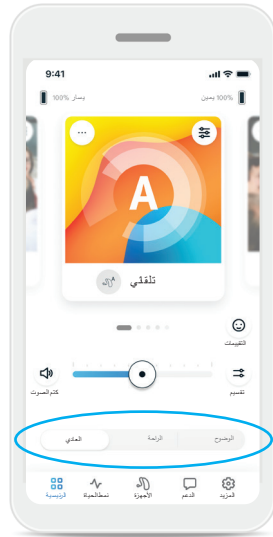 9:41
100% يمين
يسار 100%
A
تلقائي
التقييمات
تقسيم
كتم الصوت
الوضوح
الراحة
العادي
المزيد
الدعم
الأجهزة
نمط الحياة
الرئيسية